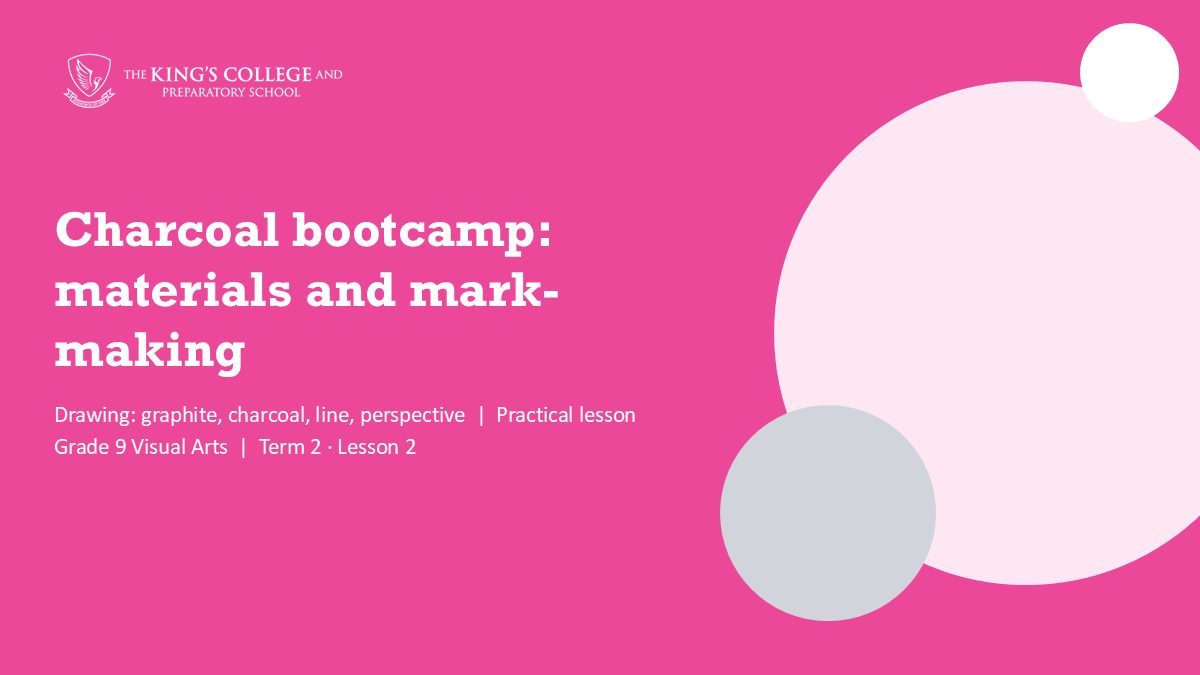 THE KING'S COLLEGE AND
PREPARATORY SCHOOL
Charcoal bootcamp:
materials and mark-
making
Drawing: graphite, charcoal, line, perspective | Practical lesson
Grade 9 Visual Arts | Term 2 · Lesson 2